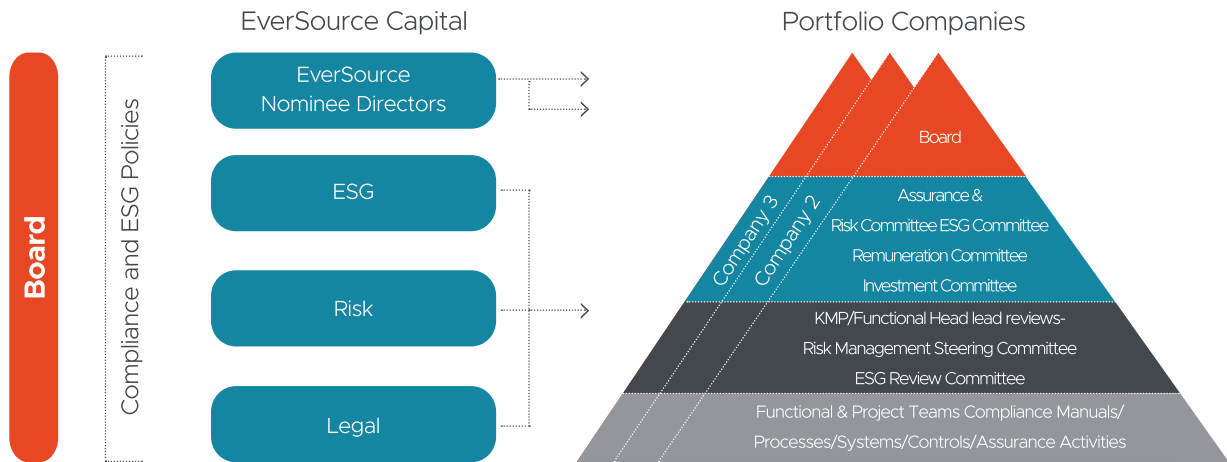 EverSource Capital
Portfolio Companies
Board
Compliance and ESG Policies
EverSource
Nominee Directors
ESG
Risk
Legal
Company 3
Company 2
Board
Assurance &
Risk Committee ESG Committee
Remuneration Committee
Investment Committee
KMP/Functional Head lead reviews-
Risk Management Steering Committee
ESG Review Committee
Functional & Project Teams Compliance Manuals/
Processes/Systems/Controls/Assurance Activities